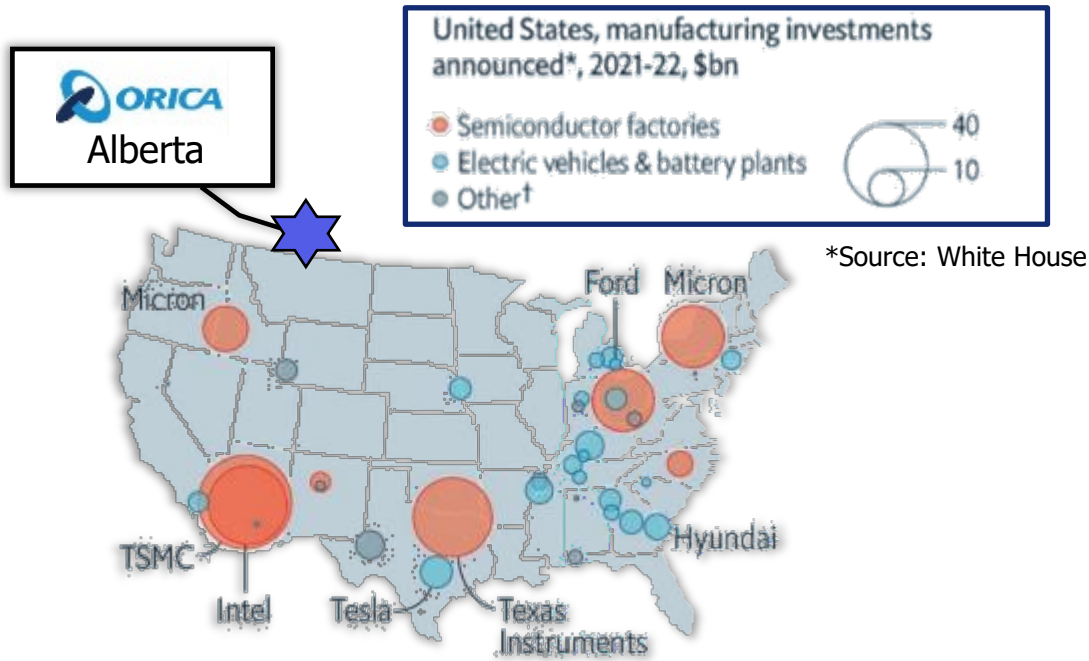 ORICA
Alberta
United States, manufacturing investments
announced*, 2021-22, $bn
Semiconductor factories
Electric vehicles & battery plants
Other†
40
10
*Source: White House
Micron
Ford
Micron
TSMC
Intel
Tesla
Texas
Instruments
Hyundai